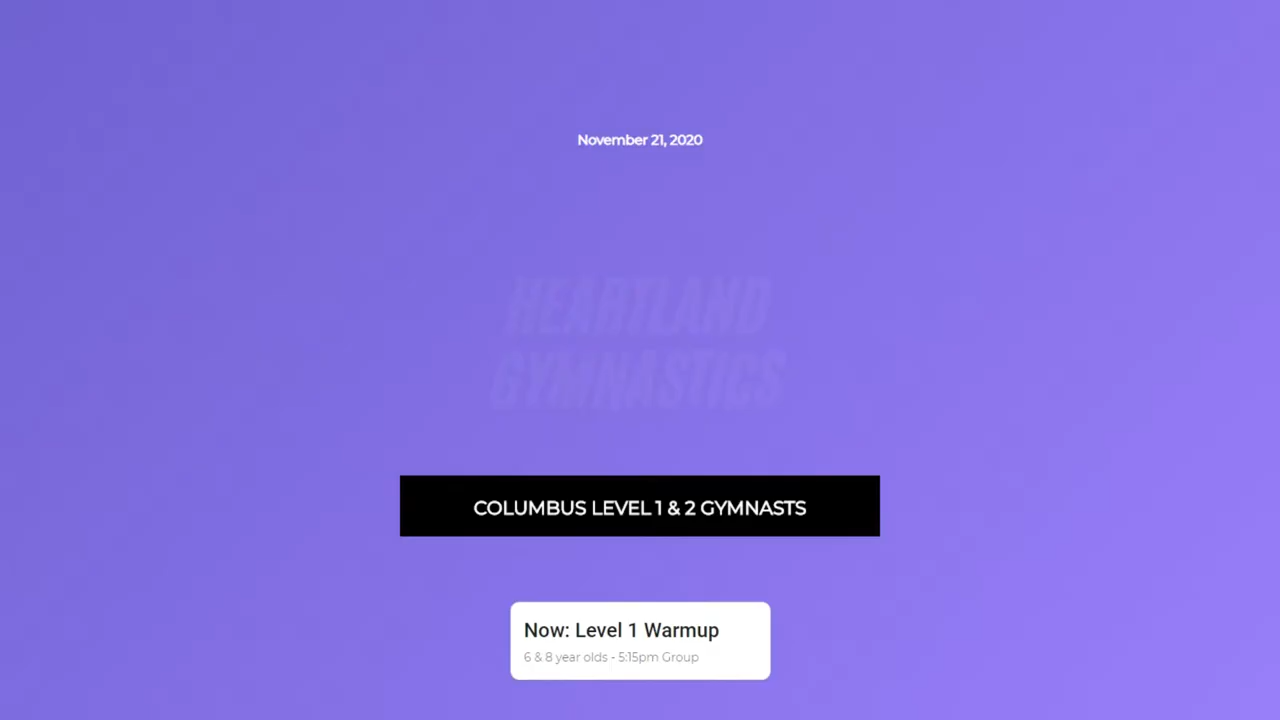 November 21, 2020
HEARTLAND
GYMNASTICS
COLUMBUS LEVEL 1 & 2 GYMNASTS
Now: Level 1 Warmup
6 & 8 year olds - 5:15pm Group